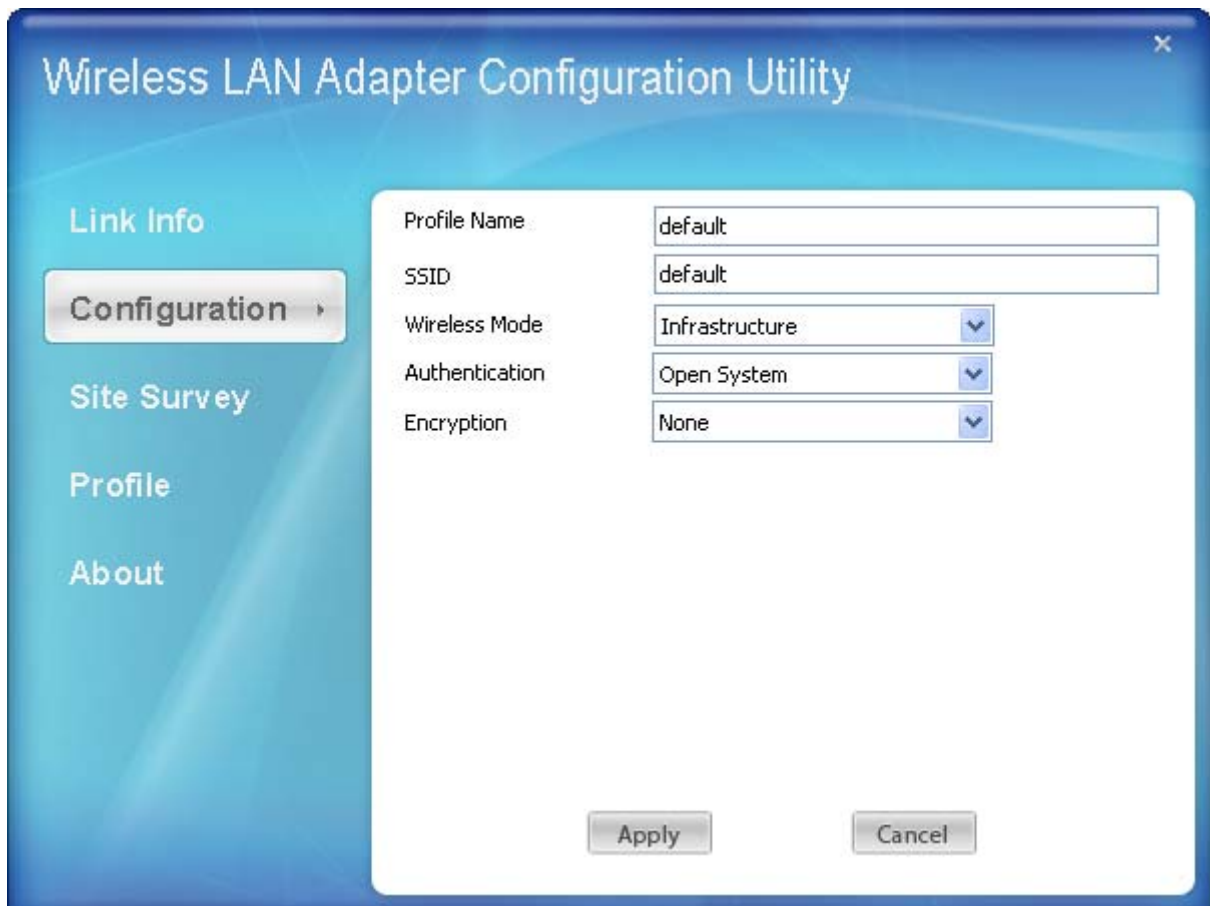 Wireless LAN Adapter Configuration Utility
Link Info
Configuration
Site Survey
Profile
About
Profile Name default
SSID default
Wireless Mode Infrastructure
Authentication Open System
Encryption None
Apply Cancel